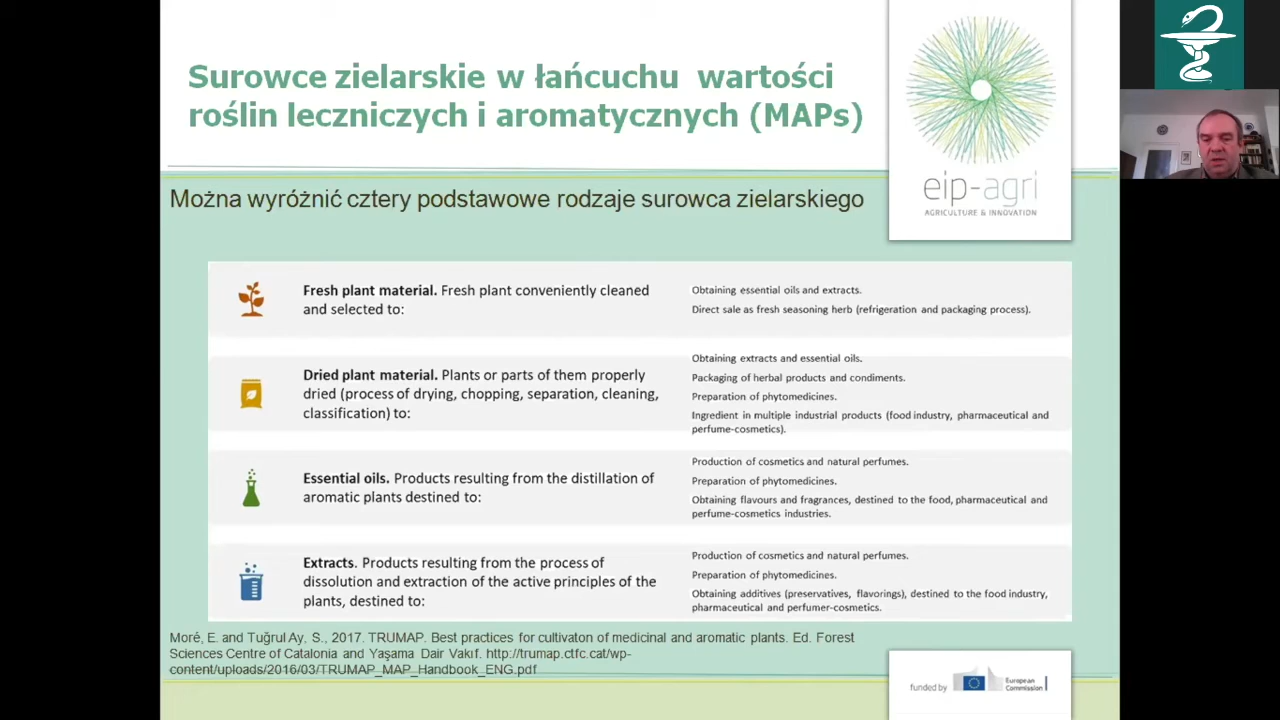 Surowce zielarskie w łańcuchu wartości
roślin leczniczych i aromatycznych (MAPs)
eip-agri
AGRICULTURE & INNOVATION
Można wyróżnić cztery podstawowe rodzaje surowca zielarskiego
Fresh plant material. Fresh plant conveniently cleaned
and selected to:
Obtaining essential oils and extracts.
Direct sale as fresh seasoning herb (refrigeration and packaging process).
Dried plant material. Plants or parts of them properly
dried (process of drying, chopping, separation, cleaning,
classification) to:
Obtaining extracts and essential oils.
Packaging of herbal products and condiments.
Preparation of phytomedicines.
Ingredient in multiple industrial products (food industry, pharmaceutical and
perfume-cosmetics).
Essential oils. Products resulting from the distillation of
aromatic plants destined to:
Production of cosmetics and natural perfumes.
Preparation of phytomedicines.
Obtaining flavours and fragrances, destined to the food, pharmaceutical and
perfume-cosmetics industries.
Extracts. Products resulting from the process of
dissolution and extraction of the active principles of the
plants, destined to:
Production of cosmetics and natural perfumes.
Preparation of phytomedicines.
Obtaining additives (preservatives, flavorings), destined to the food industry,
pharmaceutical and perfumer-cosmetics.
Moré, E. and Tuğrul Ay. S., 2017. TRUMAP. Best practices for cultivaton of medicinal and aromatic plants. Ed. Forest
Sciences Centre of Catalonia and Yaşama Dair Vakıf. http://trumap.ctfc.cat/wp-
content/uploads/2016/03/TRUMAP_MAP_Handbook_ENG.pdf
funded by
European
Commission